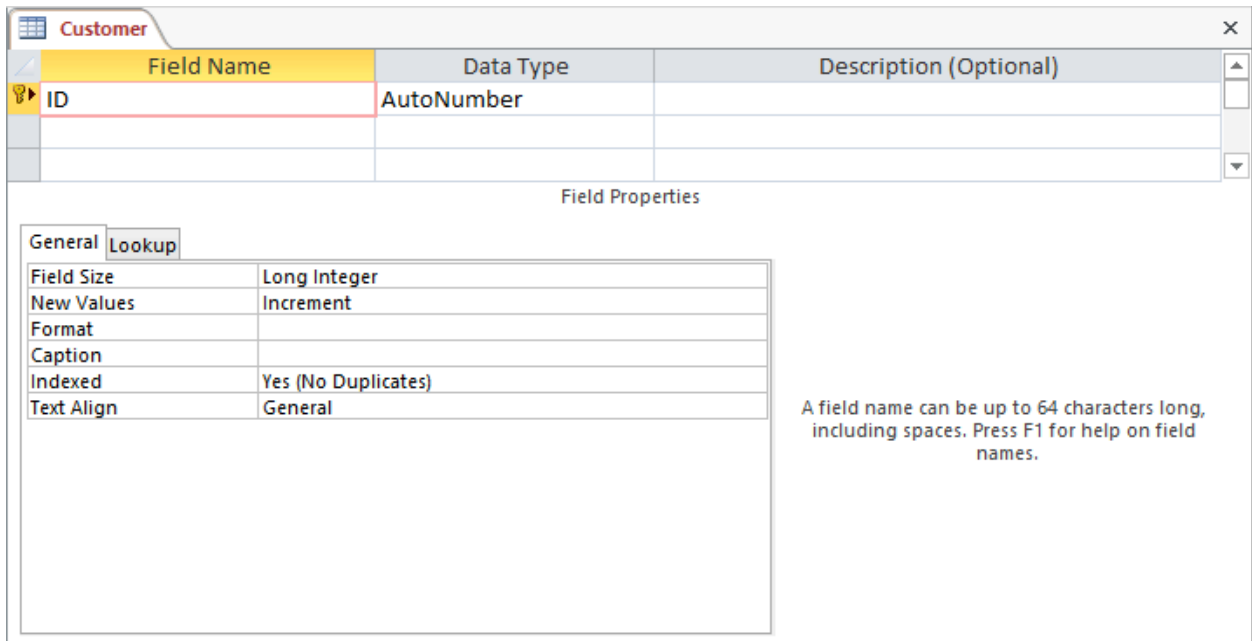 Customer
Field Name Data Type Description (Optional)
ID AutoNumber
Field Properties
General Lookup
Field Size Long Integer
New Values Increment
Format
Caption
Indexed Yes (No Duplicates)
Text Align General
A field name can be up to 64 characters long,
including spaces. Press F1 for help on field
names.